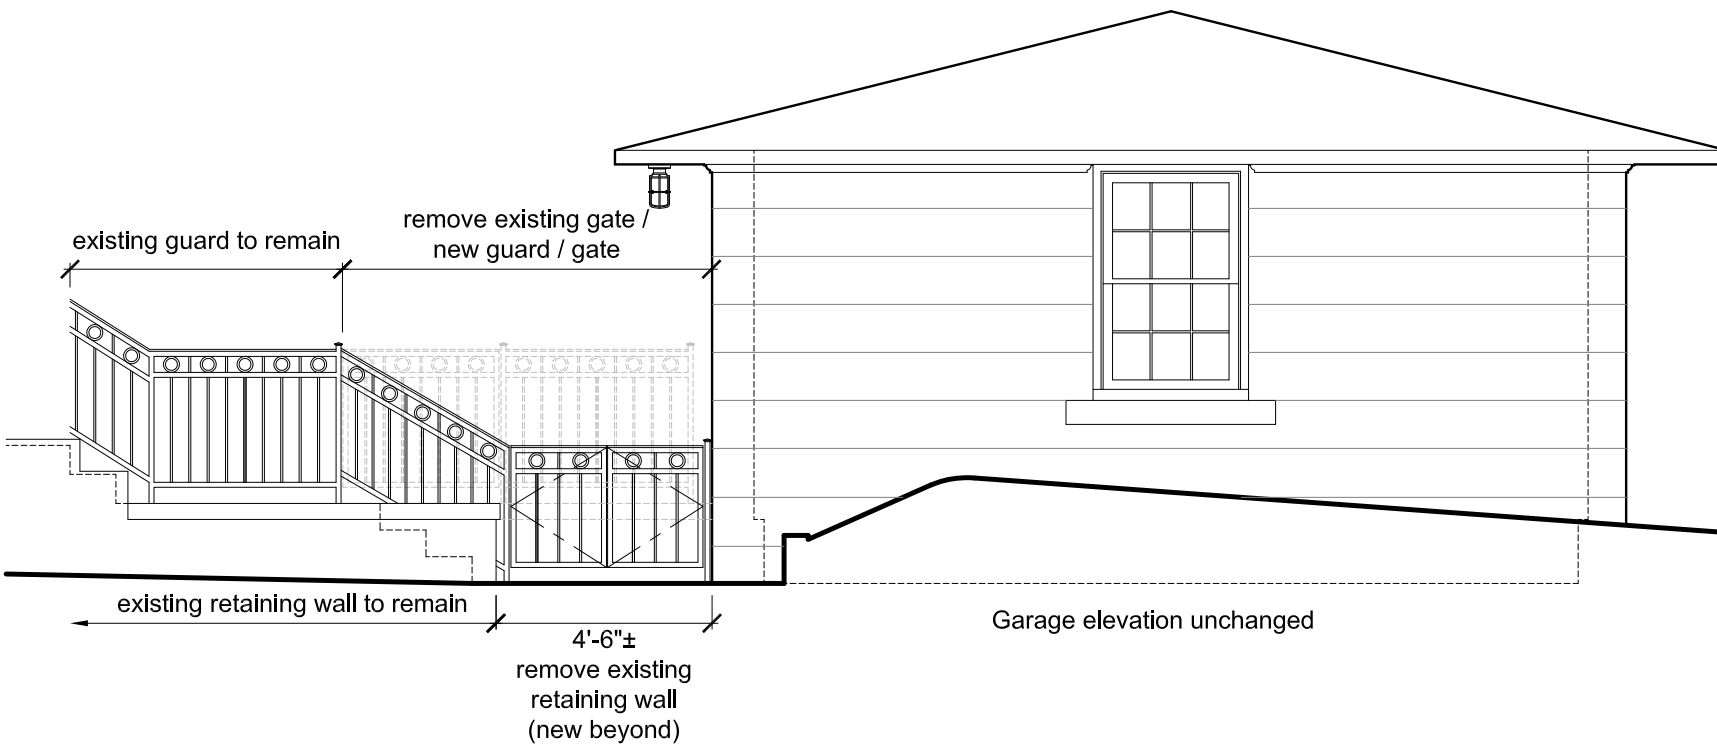 remove existing gate /
new guard / gate
existing guard to remain
existing retaining wall to remain
4'-6"±
remove existing
retaining wall
(new beyond)
Garage elevation unchanged